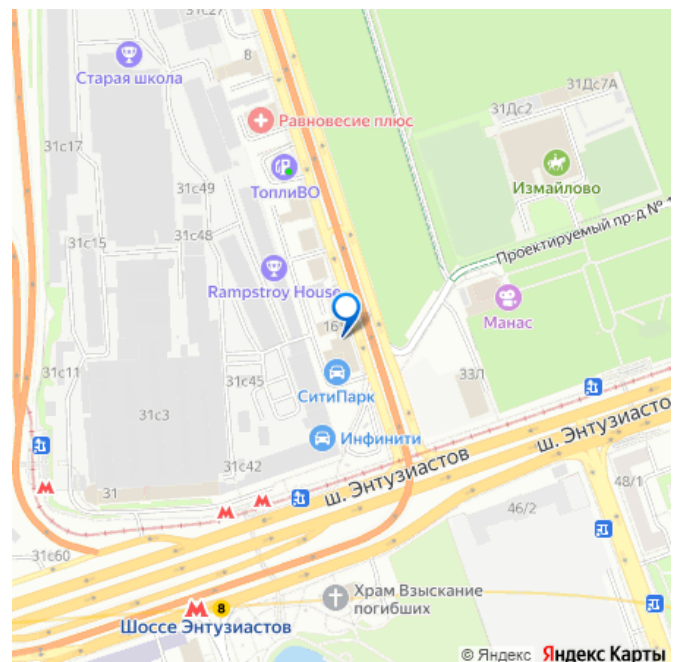 31с27
8
Старая школа
31Дс7А
31Дс2
Равновесие плюс
31с17
ТоплиВО
31с49
Измайлово
Проектируемый пр-д №
31с48
31с15
Rampstroy House
Манас
16
31с11
33Л
31с45
СитиПарк
31с3
Инфинити
ш. Энтузиасто
31с42
ш. Энтузиастов
48/1
31
46/2
31с60
Храм Взыскание
погибших
8
Шоссе Энтузиастов
© Яндекс Яндекс Карты